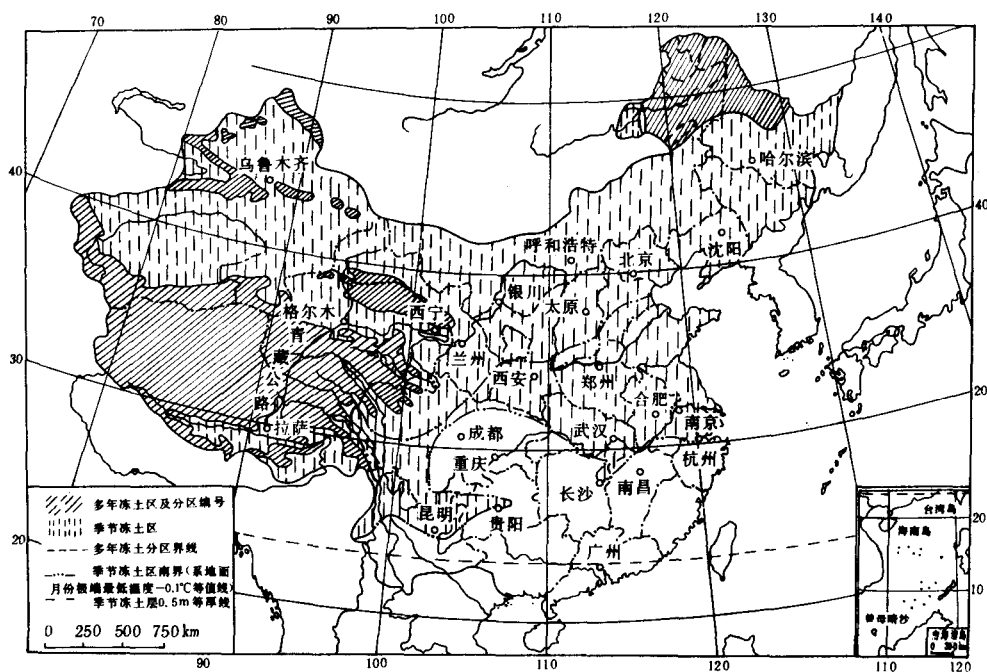 70 80 90 100 110 120 130 140
40
30
20
40
30
20
90 100 110 120
乌鲁木齐
哈尔滨
呼和浩特
沈阳
北京
银川
太原
格尔木
西宁
青
藏
公
路
兰州
西安
郑州
合肥
南京
拉萨
成都
武汉
杭州
重庆
长沙
南昌
昆明
贵阳
广州
多年冻土区及分区编号
季节冻土区
多年冻土分区界线
季节冻土区南界(系地面
月份极端最低温度-0.1℃等值线)
季节冻土层0.5m等厚线
0 250 500 750km
台湾岛
20
海南岛
10
曾母暗沙
110 120